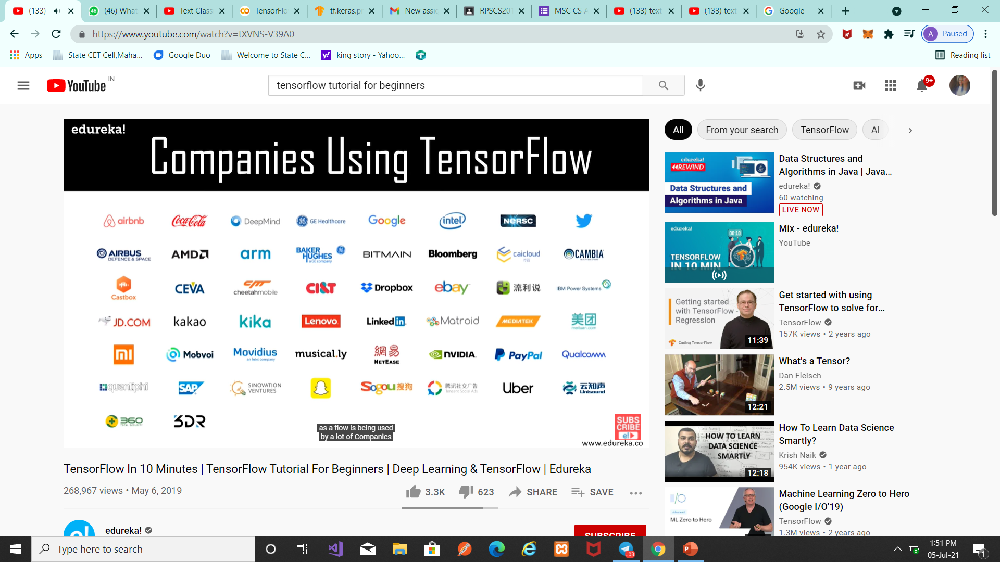 (133)
(46) What
Text Class
TensorFlo
tf.keras.pr
New assig
RPSCS201
MSC CS A
(133) text
(133) text
Google
https://www.youtube.com/watch?v=tXVNS-V39A0
A Paused
Apps
State CET Cell,Maha...
Google Duo
Welcome to State C...
king story - Yahoo...
Reading list
YouTube IN
tensorflow tutorial for beginners
9+
edureka!
Companies Using TensorFlow
airbnb Coca-Cola DeepMind GE Healthcare Google intel NERSC
AIRBUS DEFENCE & SPACE AMD arm BAKER HUGHES a GE company BITMAIN Bloomberg caicloud CAMBIA
Castbox CEVA cheetahmobile CI&T Dropbox ebay 流利说 IBM Power Systems
JD.COM kakao kika Lenovo. LinkedIn Matroid MEDIATEK 美团 meituan.com
mi Mobvoi Movidius an Intel company musical.ly 網易 NETEASE NVIDIA. PayPal Qualcomm
quantiphi SAP SINOVATION VENTURES Sogou搜狗 腾讯社交广告 Tencent Social Ads Uber 云知声 Unisound
360 TOTAL SECURITY 3DR
as a flow is being used
by a lot of Companies
SUBS
CRIBE
e!
www.edureka.co
TensorFlow In 10 Minutes | TensorFlow Tutorial For Beginners | Deep Learning & TensorFlow | Edureka
268,967 views • May 6, 2019
3.3K 623 SHARE SAVE
edureka!
SUBSCRIBE
All From your search TensorFlow AI
edureka!
REWIND
Data Structures and
Algorithms in Java
Data Structures and
Algorithms in Java | Java...
edureka!
60 watching
LIVE NOW
edureka!
00:10
TENSORFLOW
IN 10 MIN
Mix - edureka!
YouTube
Getting started
with TensorFlow -
Regression
Coding TensorFlow
11:39
Get started with using
TensorFlow to solve for...
TensorFlow
157K views • 2 years ago
12:21
What's a Tensor?
Dan Fleisch
2.5M views • 9 years ago
HOW TO LEARN
DATA SCIENCE
SMARTLY
12:18
How To Learn Data Science
Smartly?
Krish Naik
954K views • 1 year ago
I/O
Advanced
ML Zero to Hero
Machine Learning Zero to Hero
(Google I/O'19)
TensorFlow
1.3M views • 2 years ago
Type here to search
..03
1:51 PM
05-Jul-21
1